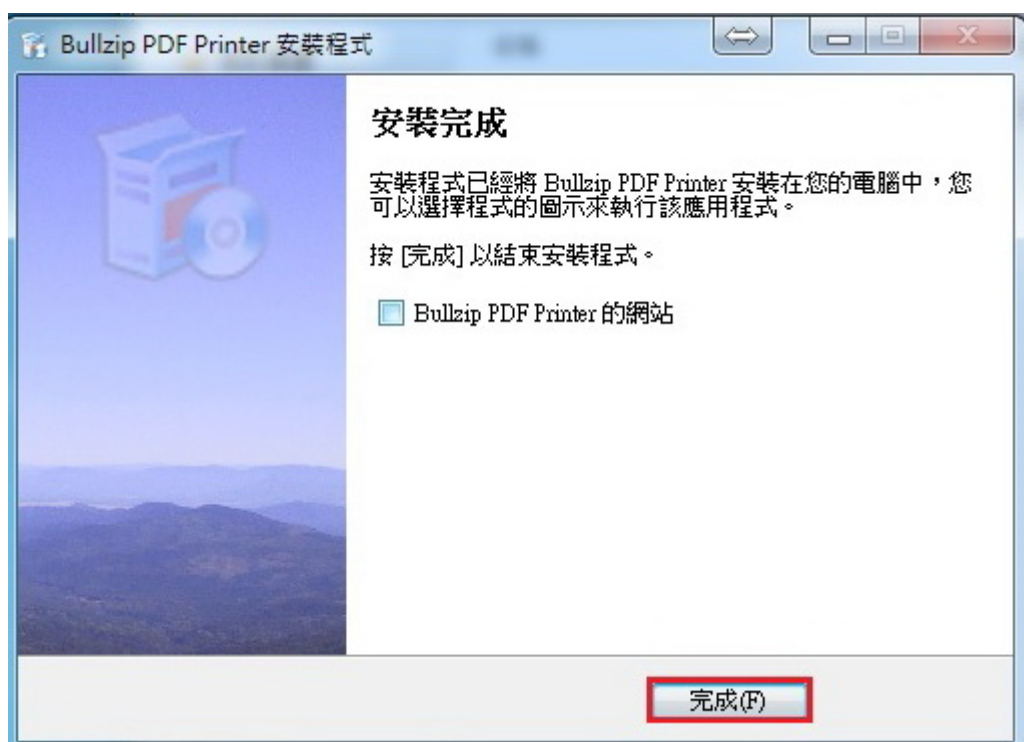 Bullzip PDF Printer 安裝程式
安裝完成
安裝程式已經將 Bullzip PDF Printer 安裝在您的電腦中，您
可以選擇程式的圖示來執行該應用程式。
按 [完成] 以結束安裝程式。
Bullzip PDF Printer 的網站
完成(F)